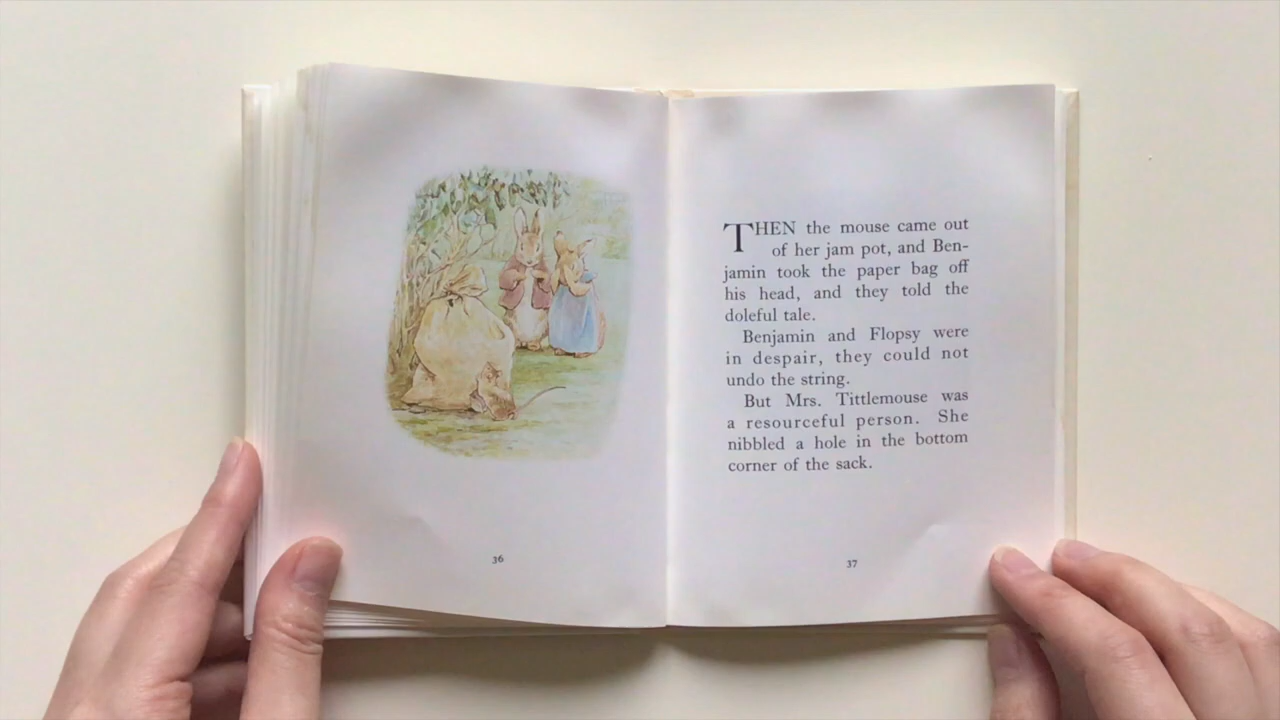 36
THEN the mouse came out
of her jam pot, and Ben-
jamin took the paper bag off
his head, and they told the
doleful tale.
Benjamin and Flopsy were
in despair, they could not
undo the string.
But Mrs. Tittlemouse was
a resourceful person. She
nibbled a hole in the bottom
corner of the sack.
37